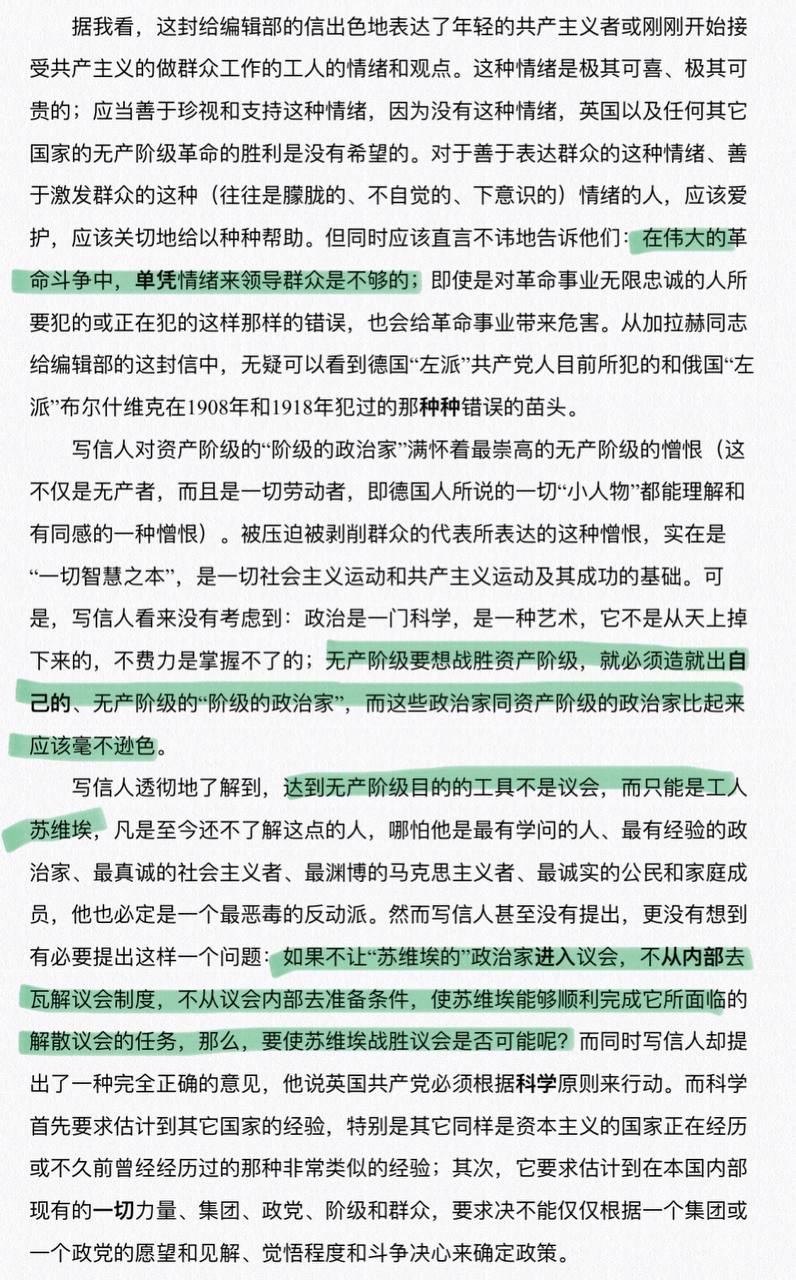 据我看，这封给编辑部的信出色地表达了年轻的共产主义者或刚刚开始接
受共产主义的做群众工作的工人的情绪和观点。这种情绪是极其可喜、极其可
贵的；应当善于珍视和支持这种情绪，因为没有这种情绪，英国以及任何其它
国家的无产阶级革命的胜利是没有希望的。对于善于表达群众的这种情绪、善
于激发群众的这种（往往是朦胧的、不自觉的、下意识的）情绪的人，应该爱
护，应该关切地给以种种帮助。但同时应该直言不讳地告诉他们：在伟大的革
命斗争中，单凭情绪来领导群众是不够的；即使是对革命事业无限忠诚的人所
要犯的或正在犯的这样那样的错误，也会给革命事业带来危害。从加拉赫同志
给编辑部的这封信中，无疑可以看到德国“左派”共产党人目前所犯的和俄国“左
派”布尔什维克在1908年和1918年犯过的那种种错误的苗头。
写信人对资产阶级的“阶级的政治家”满怀着最崇高的无产阶级的憎恨（这
不仅是无产者，而且是一切劳动者，即德国人所说的一切“小人物”都能理解和
有同感的一种憎恨）。被压迫被剥削群众的代表所表达的这种憎恨，实在是
“一切智慧之本”，是一切社会主义运动和共产主义运动及其成功的基础。可
是，写信人看来没有考虑到：政治是一门科学，是一种艺术，它不是从天上掉
下来的，不费力是掌握不了的；无产阶级要想战胜资产阶级，就必须造就出自
己的、无产阶级的“阶级的政治家”，而这些政治家同资产阶级的政治家比起来
应该毫不逊色。
写信人透彻地了解到，达到无产阶级目的的工具不是议会，而只能是工人
苏维埃，凡是至今还不了解这点的人，哪怕他是最有学问的人、最有经验的政
治家、最真诚的社会主义者、最渊博的马克思主义者、最诚实的公民和家庭成
员，他也必定是一个最恶毒的反动派。然而写信人甚至没有提出，更没有想到
有必要提出这样一个问题：如果不让“苏维埃的”政治家进入议会，不从内部去
瓦解议会制度，不从议会内部去准备条件，使苏维埃能够顺利完成它所面临的
解散议会的任务，那么，要使苏维埃战胜议会是否可能呢？而同时写信人却提
出了一种完全正确的意见，他说英国共产党必须根据科学原则来行动。而科学
首先要求估计到其它国家的经验，特别是其它同样是资本主义的国家正在经历
或不久前曾经经历过的那种非常类似的经验；其次，它要求估计到在本国内部
现有的一切力量、集团、政党、阶级和群众，要求决不能仅仅根据一个集团或
一个政党的愿望和见解、觉悟程度和斗争决心来确定政策。